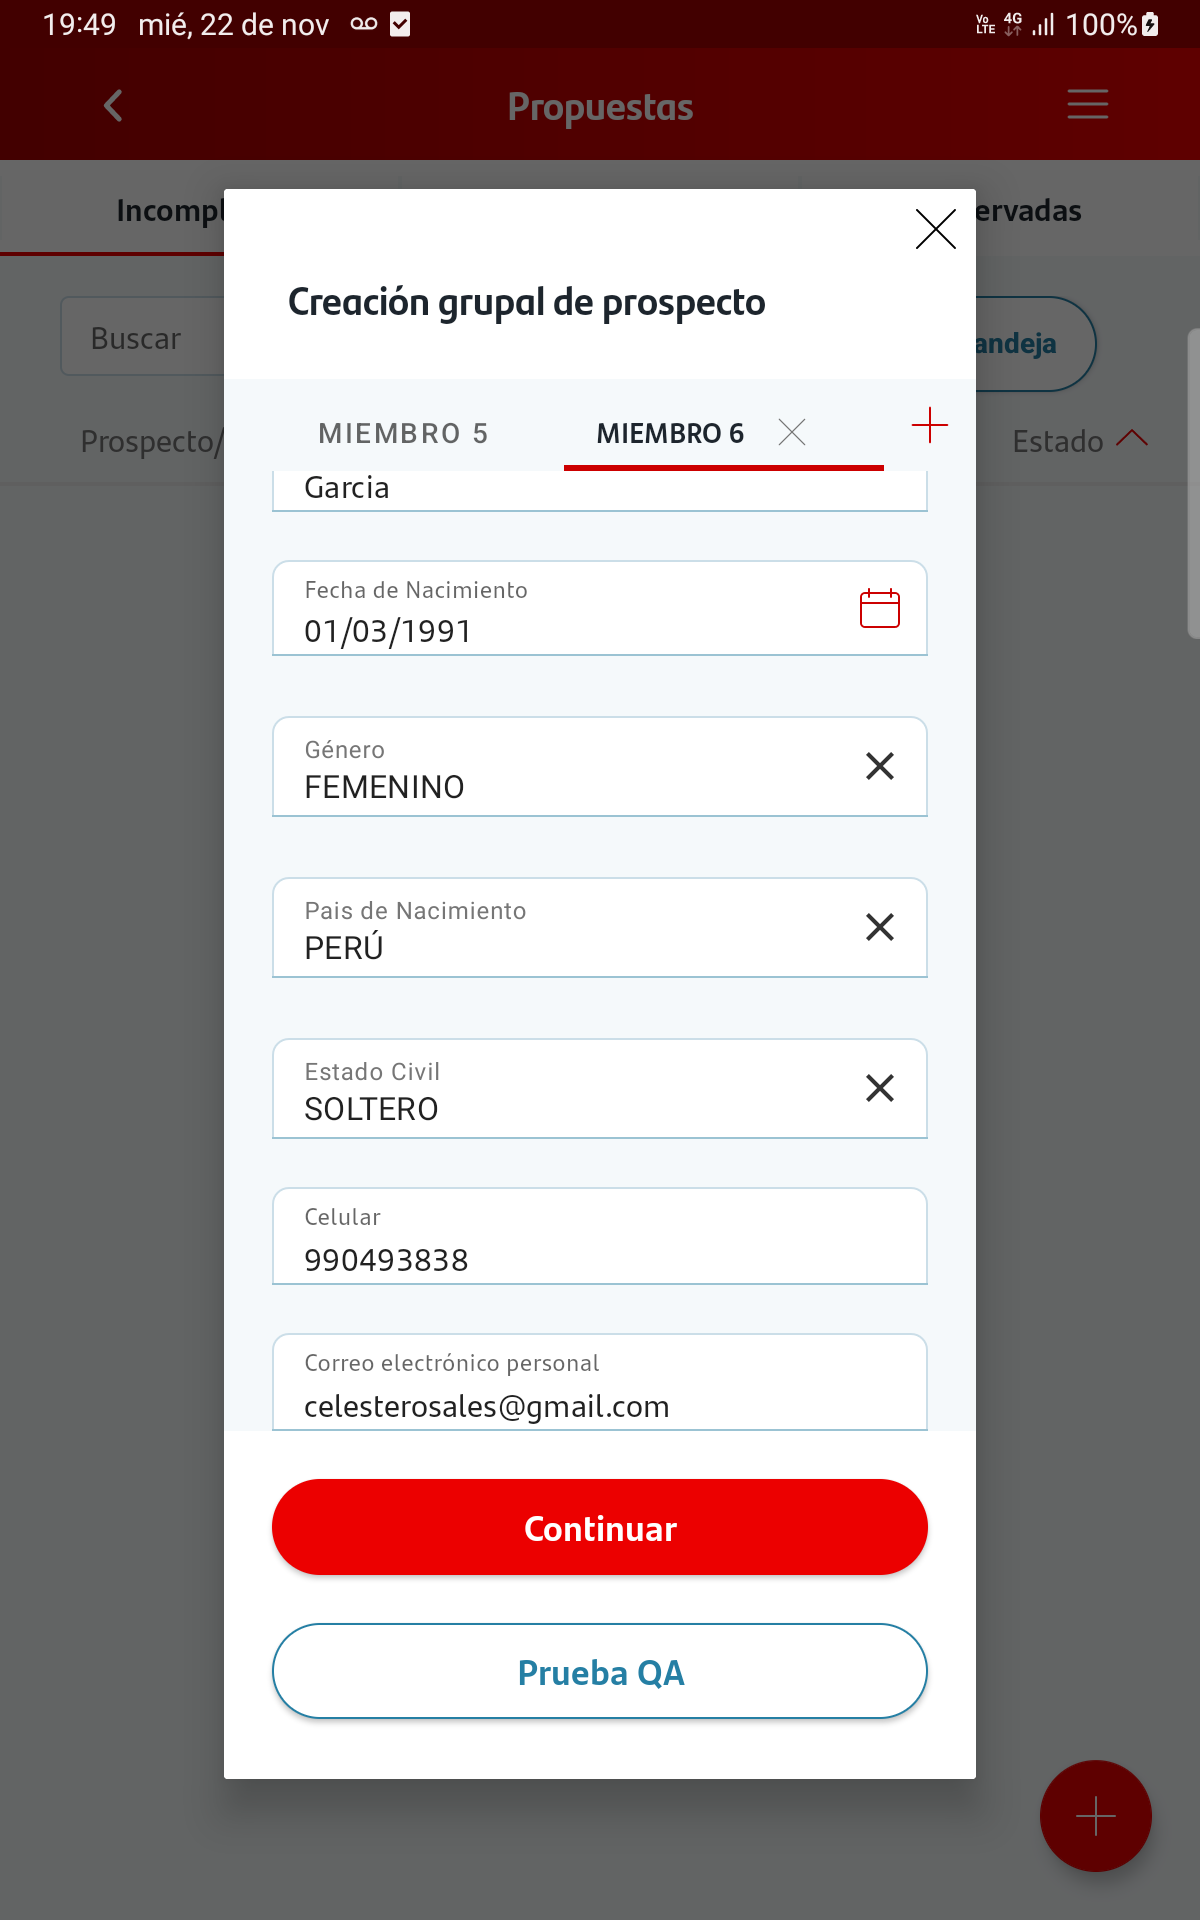 19:49 mié, 22 de nov Vo LTE 4G 100%
Propuestas
Incompl ervadas
Creación grupal de prospecto
Buscar andeja
MIEMBRO 5 MIEMBRO 6
Prospecto/ Estado
Garcia
Fecha de Nacimiento
01/03/1991
Género
FEMENINO
Pais de Nacimiento
PERÚ
Estado Civil
SOLTERO
Celular
990493838
Correo electrónico personal
celesterosales@gmail.com
Continuar
Prueba QA